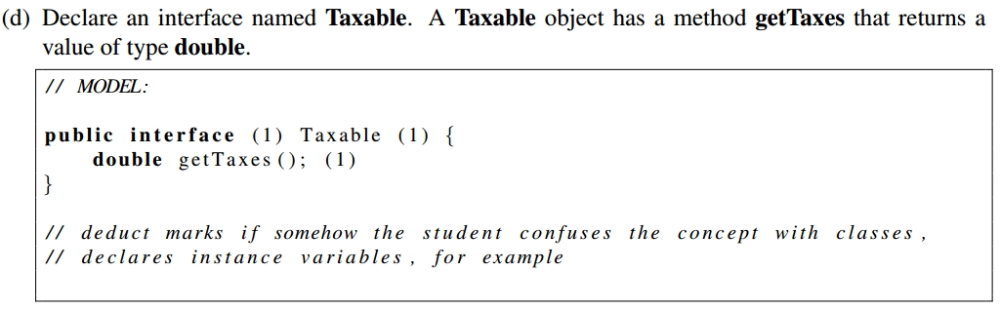 (d) Declare an interface named Taxable. A Taxable object has a method getTaxes that returns a
value of type double.
// MODEL:
public interface (1) Taxable (1) {
double getTaxes(); (1)
}
// deduct marks if somehow the student confuses the concept with classes,
// declares instance variables, for example